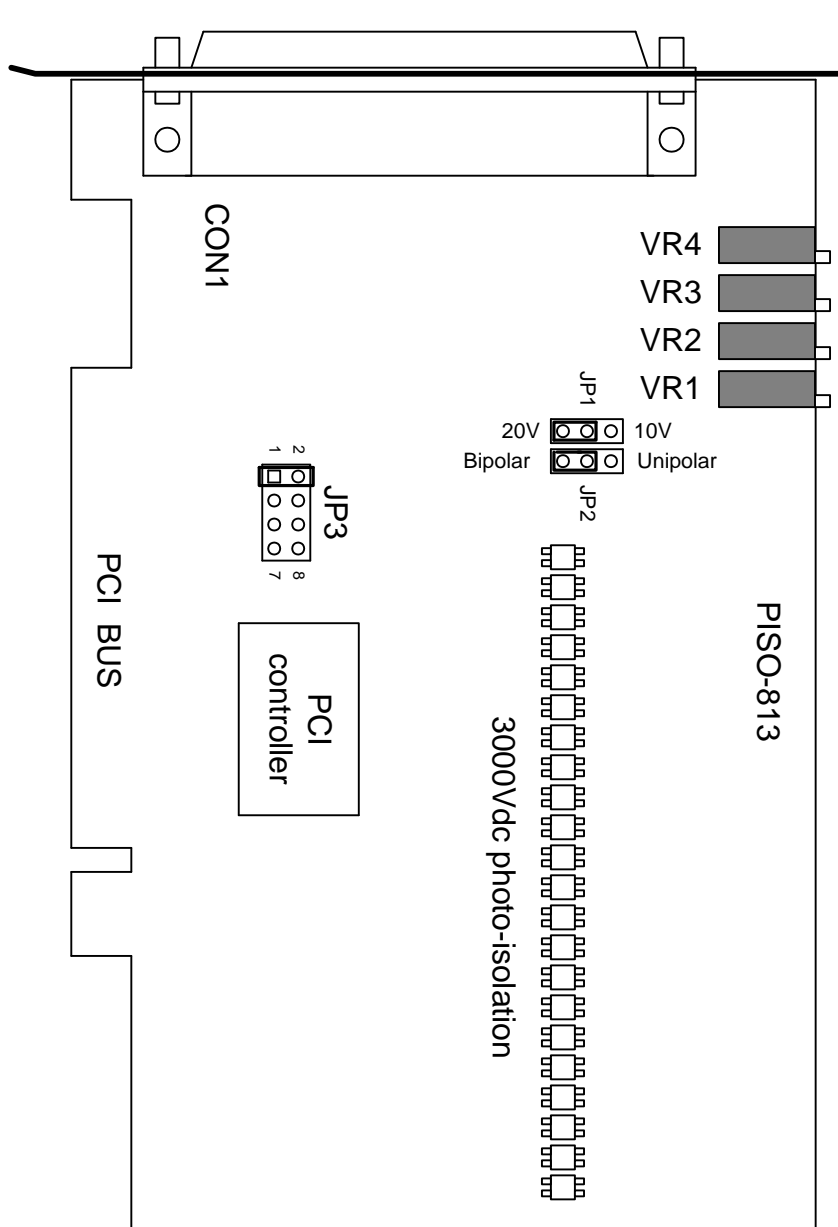 CON1
VR4
VR3
VR2
VR1
JP1
20V 10V
Bipolar Unipolar
JP2
1 2
JP3
7 8
PCI BUS
PCI
controller
3000Vdc photo-isolation
PISO-813